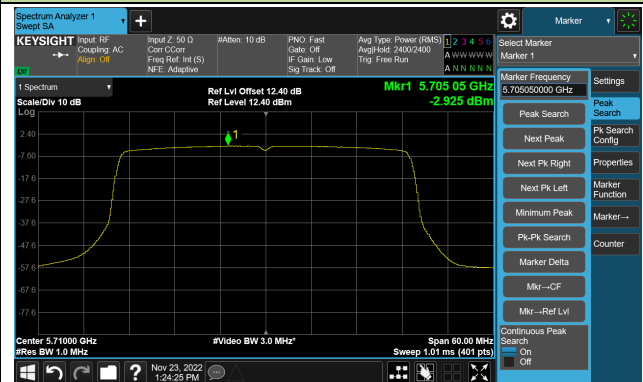 Spectrum Analyzer 1
Swept SA
Marker
KEYSIGHT
Input: RF
Coupling: AC
Align: Off
Input Z: 50 Ω
Corr CCorr
Freq Ref: Int (S)
NFE: Adaptive
#Atten: 10 dB
PNO: Fast
Gate: Off
IF Gain: Low
Sig Track: Off
Avg Type: Power (RMS)
Avg|Hold: 2400/2400
Trig: Free Run
1 2 3 4 5 6
A W W W W W
A N N N N N
LXI
Select Marker
Marker 1
1 Spectrum
Scale/Div 10 dB
Log
Ref Lvl Offset 12.40 dB
Ref Level 12.40 dBm
Mkr1 5.705 05 GHz
-2.925 dBm
1
2.40
-7.60
-17.6
-27.6
-37.6
-47.6
-57.6
-67.6
-77.6
Center 5.71000 GHz
#Res BW 1.0 MHz
#Video BW 3.0 MHz*
Span 60.00 MHz
Sweep 1.01 ms (401 pts)
Marker Frequency
5.705050000 GHz
Peak Search
Next Peak
Next Pk Right
Next Pk Left
Minimum Peak
Pk-Pk Search
Marker Delta
Mkr→CF
Mkr→Ref Lvl
Continuous Peak
Search
On
Off
Settings
Peak
Search
Pk Search
Config
Properties
Marker
Function
Marker→
Counter
?
Nov 23, 2022
1:24:25 PM